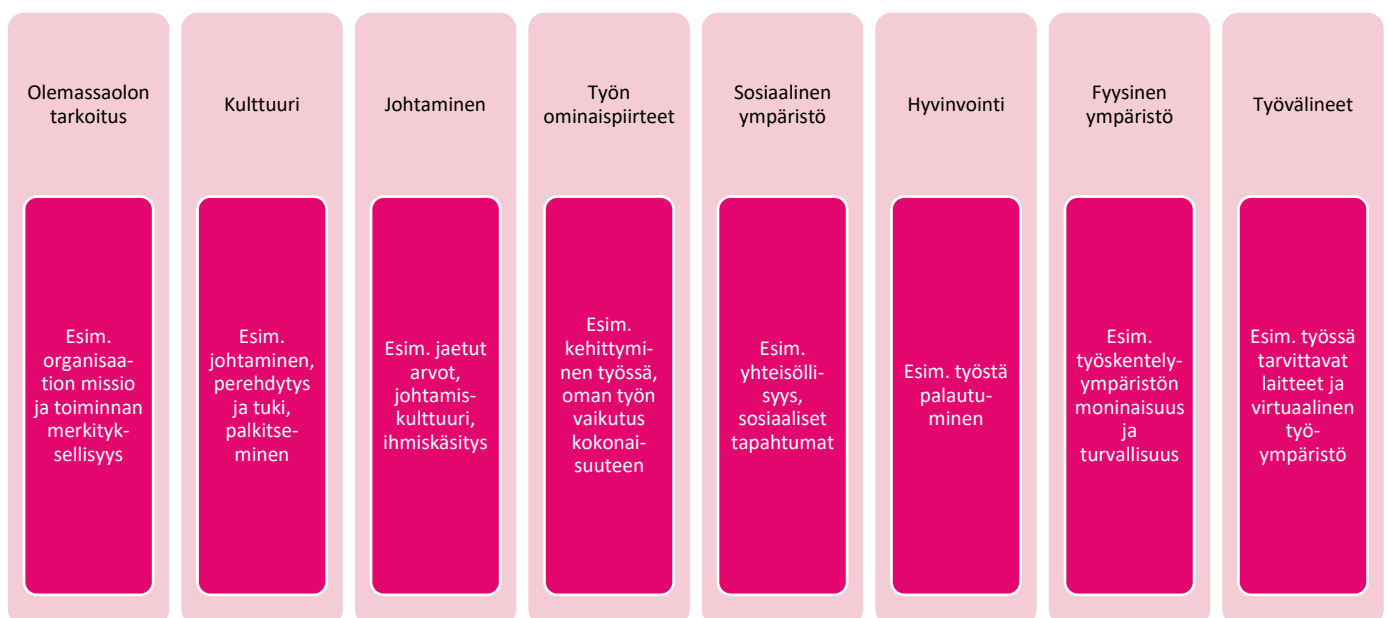 Olemassaolon
tarkoitus
Kulttuuri
Johtaminen
Työn
ominaispiirteet
Sosiaalinen
ympäristö
Hyvinvointi
Fyysinen
ympäristö
Työvälineet
Esim.
organisaa-
tion missio
ja toiminnan
merkityk-
sellisyys
Esim.
johtaminen,
perehdytys
ja tuki,
palkitse-
minen
Esim. jaetut
arvot,
johtamis-
kulttuuri,
ihmiskäsitys
Esim.
kehittymi-
nen työssä,
oman työn
vaikutus
kokonai-
suuteen
Esim.
yhteisölli-
syys,
sosiaaliset
tapahtumat
Esim. työstä
palautu-
minen
Esim.
työskentely-
ympäristön
moninaisuus
ja
turvallisuus
Esim. työssä
tarvittavat
laitteet ja
virtuaalinen
työ-
ympäristö